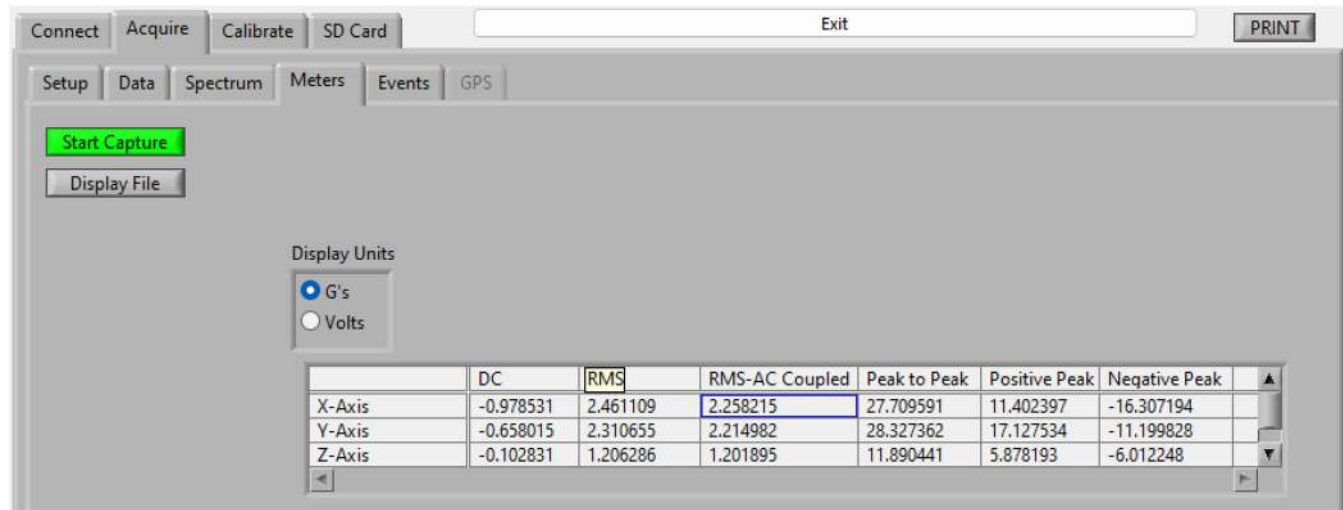 Connect Acquire Calibrate SD Card Exit PRINT
Setup Data Spectrum Meters Events GPS
Start Capture
Display File
Display Units
G's
Volts
DC RMS RMS-AC Coupled Peak to Peak Positive Peak Negative Peak
X-Axis -0.978531 2.461109 2.258215 27.709591 11.402397 -16.307194
Y-Axis -0.658015 2.310655 2.214982 28.327362 17.127534 -11.199828
Z-Axis -0.102831 1.206286 1.201895 11.890441 5.878193 -6.012248